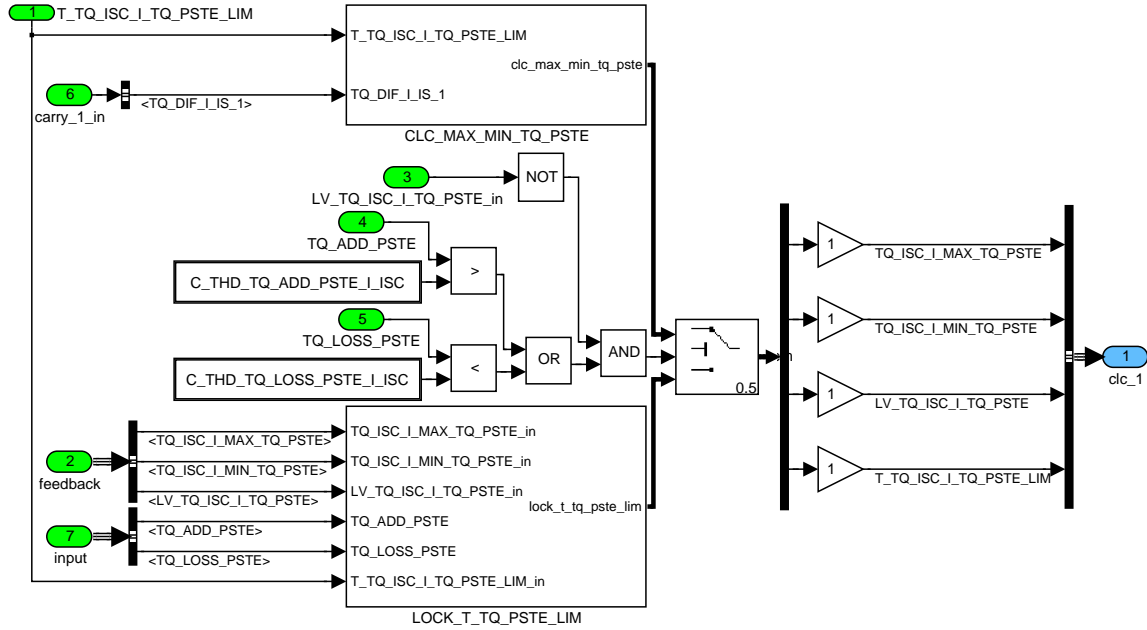 1
T_TQ_ISC_I_TQ_PSTE_LIM
T_TQ_ISC_I_TQ_PSTE_LIM
clc_max_min_tq_pste
6
carry_1_in
<TQ_DIF_I_IS_1>
TQ_DIF_I_IS_1
CLC_MAX_MIN_TQ_PSTE
3
LV_TQ_ISC_I_TQ_PSTE_in
NOT
4
TQ_ADD_PSTE
C_THD_TQ_ADD_PSTE_I_ISC
>
5
TQ_LOSS_PSTE
C_THD_TQ_LOSS_PSTE_I_ISC
<
OR
AND
0.5
1
TQ_ISC_I_MAX_TQ_PSTE
1
TQ_ISC_I_MIN_TQ_PSTE
1
LV_TQ_ISC_I_TQ_PSTE
1
T_TQ_ISC_I_TQ_PSTE_LIM
1
clc_1
2
feedback
<TQ_ISC_I_MAX_TQ_PSTE>
<TQ_ISC_I_MIN_TQ_PSTE>
<LV_TQ_ISC_I_TQ_PSTE>
7
input
<TQ_ADD_PSTE>
<TQ_LOSS_PSTE>
TQ_ISC_I_MAX_TQ_PSTE_in
TQ_ISC_I_MIN_TQ_PSTE_in
LV_TQ_ISC_I_TQ_PSTE_in
lock_t_tq_pste_lim
TQ_ADD_PSTE
TQ_LOSS_PSTE
T_TQ_ISC_I_TQ_PSTE_LIM_in
LOCK_T_TQ_PSTE_LIM